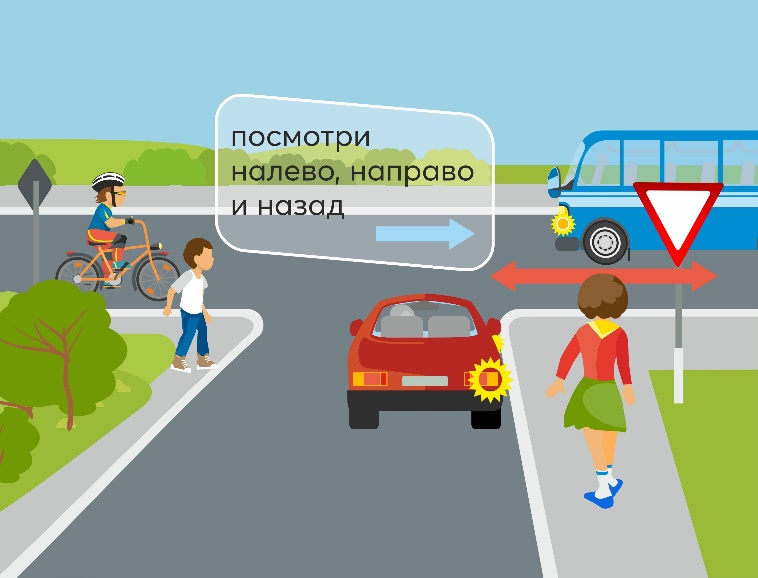 посмотри
налево, направо
и назад